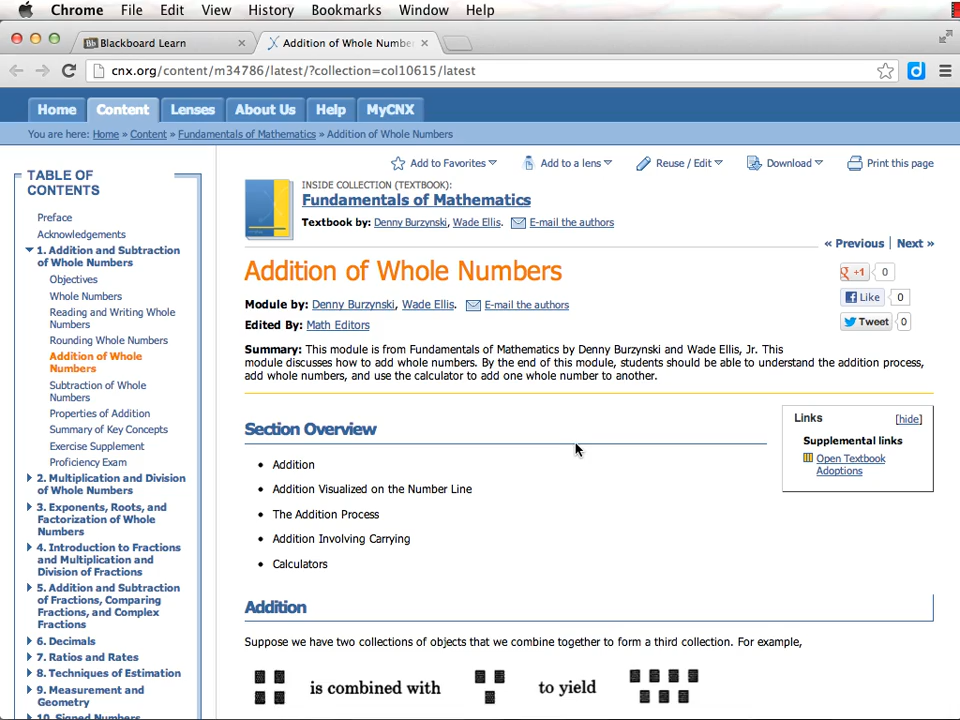 Chrome File Edit View History Bookmarks Window Help
Bb Blackboard Learn
Addition of Whole Numbe
cnx.org/content/m34786/latest/?collection=col10615/latest
Home Content Lenses About Us Help MyCNX
You are here: Home » Content » Fundamentals of Mathematics » Addition of Whole Numbers
TABLE OF
CONTENTS
Preface
Acknowledgements
1. Addition and Subtraction
of Whole Numbers
Objectives
Whole Numbers
Reading and Writing Whole
Numbers
Rounding Whole Numbers
Addition of Whole
Numbers
Subtraction of Whole
Numbers
Properties of Addition
Summary of Key Concepts
Exercise Supplement
Proficiency Exam
2. Multiplication and Division
of Whole Numbers
3. Exponents, Roots, and
Factorization of Whole
Numbers
4. Introduction to Fractions
and Multiplication and
Division of Fractions
5. Addition and Subtraction
of Fractions, Comparing
Fractions, and Complex
Fractions
6. Decimals
7. Ratios and Rates
8. Techniques of Estimation
9. Measurement and
Geometry
10. Signed Numbers
Add to Favorites Add to a lens Reuse / Edit Download Print this page
INSIDE COLLECTION (TEXTBOOK):
Fundamentals of Mathematics
Textbook by: Denny Burzynski, Wade Ellis. E-mail the authors
« Previous | Next »
Addition of Whole Numbers
+1 0
Like 0
Tweet 0
Module by: Denny Burzynski, Wade Ellis. E-mail the authors
Edited By: Math Editors
Summary: This module is from Fundamentals of Mathematics by Denny Burzynski and Wade Ellis, Jr. This
module discusses how to add whole numbers. By the end of this module, students should be able to understand the addition process,
add whole numbers, and use the calculator to add one whole number to another.
Links [hide]
Supplemental links
Open Textbook
Adoptions
Section Overview
• Addition
• Addition Visualized on the Number Line
• The Addition Process
• Addition Involving Carrying
• Calculators
Addition
Suppose we have two collections of objects that we combine together to form a third collection. For example,
is combined with to yield